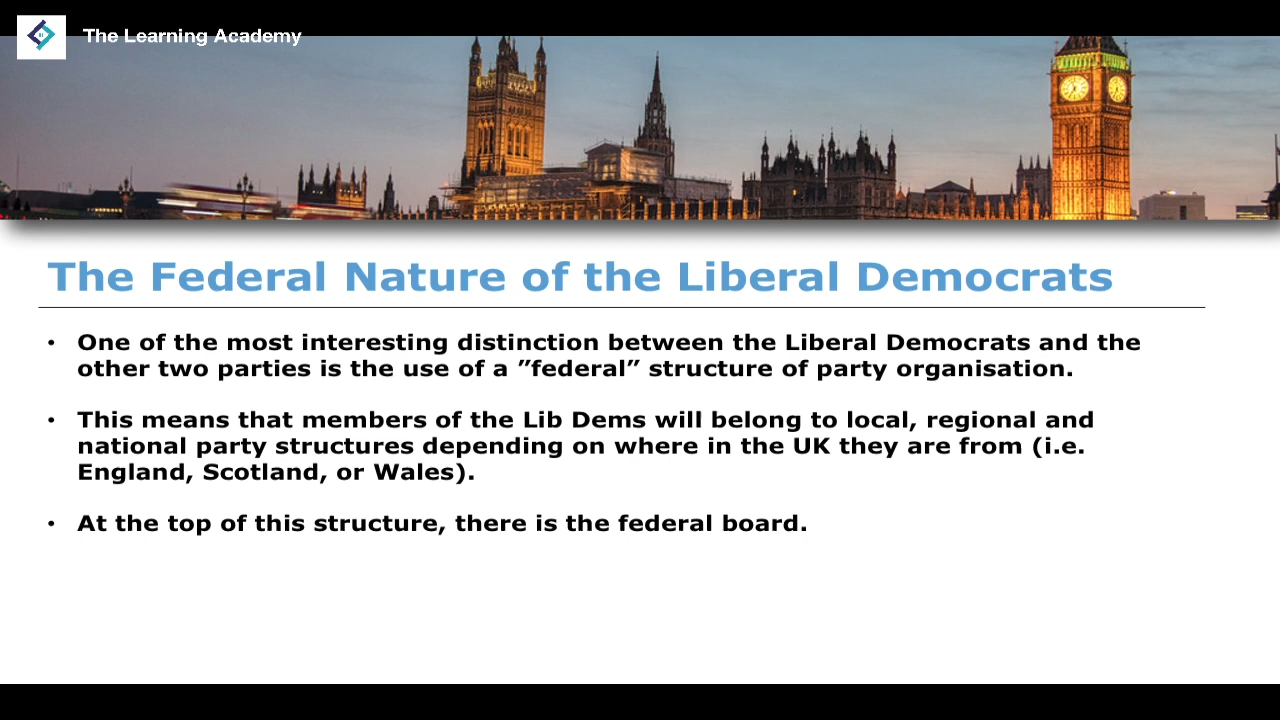 The Learning Academy
The Federal Nature of the Liberal Democrats
• One of the most interesting distinction between the Liberal Democrats and the
other two parties is the use of a ”federal” structure of party organisation.
• This means that members of the Lib Dems will belong to local, regional and
national party structures depending on where in the UK they are from (i.e.
England, Scotland, or Wales).
• At the top of this structure, there is the federal board.